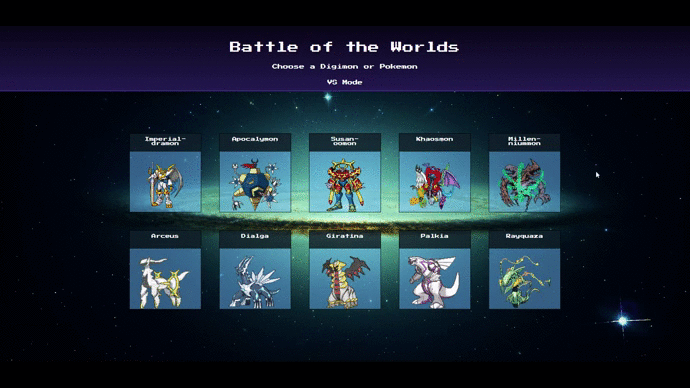 Battle of the Worlds
Choose a Digimon or Pokemon
VS Mode
Imperial-
dramon
Apocalymon
Susan-
oomon
Khaosmon
Millen-
niummon
Arceus
Dialga
Giratina
Palkia
Rayquaza